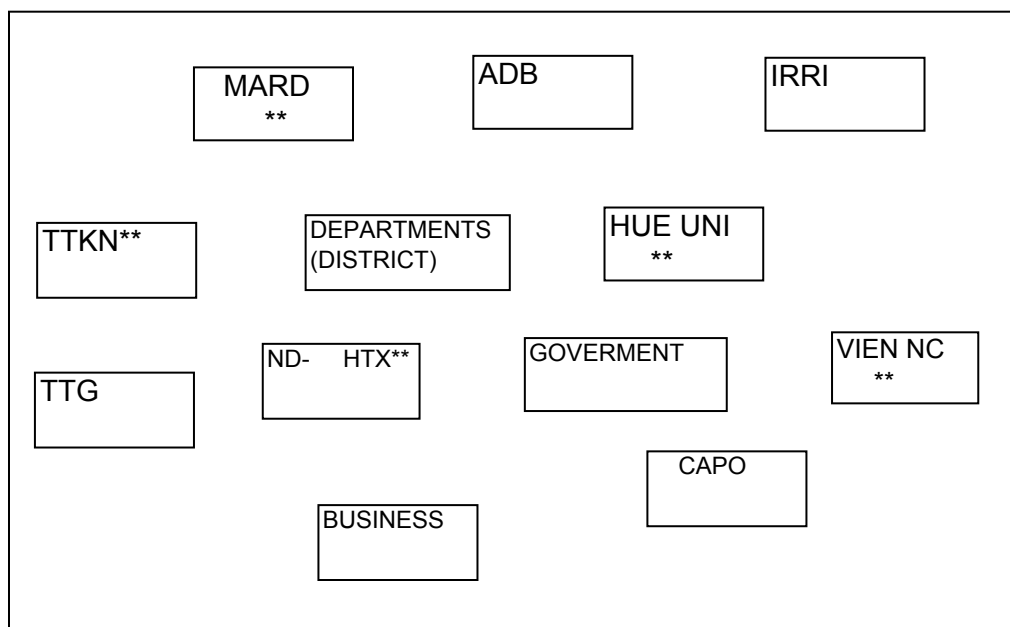 MARD
**
ADB
IRRI
TTKN**
DEPARTMENTS
(DISTRICT)
HUE UNI
**
ND- HTX**
GOVERMENT
VIEN NC
**
TTG
CAPO
BUSINESS